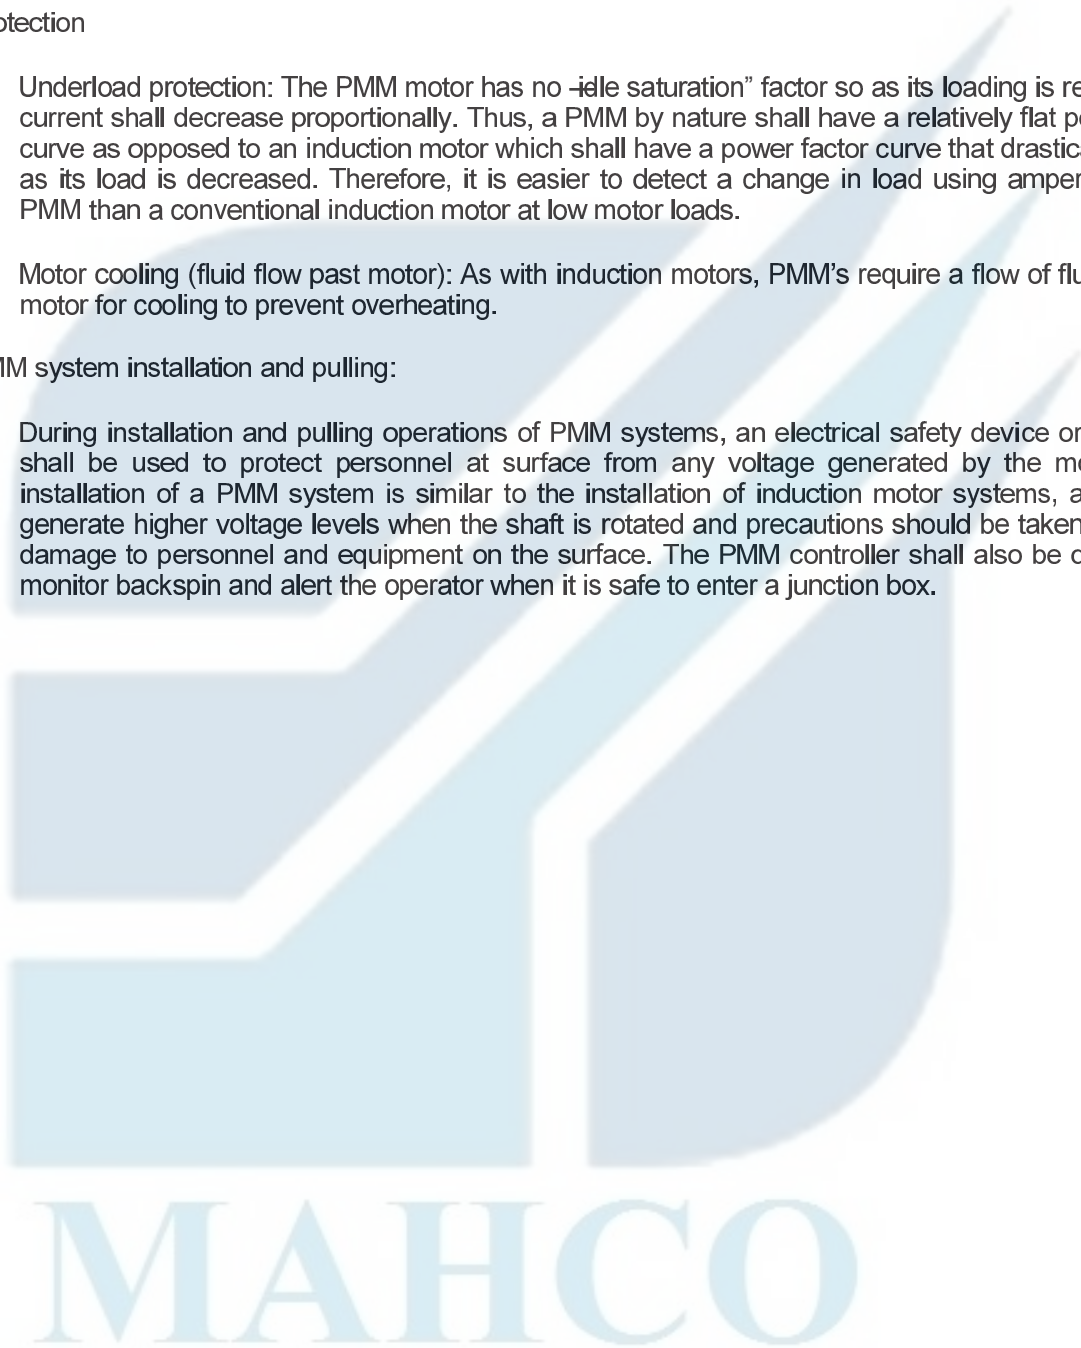 otection
Underload protection: The PMM motor has no ―idle saturation” factor so as its loading is re
current shall decrease proportionally. Thus, a PMM by nature shall have a relatively flat p
curve as opposed to an induction motor which shall have a power factor curve that drastic
as its load is decreased. Therefore, it is easier to detect a change in load using amper
PMM than a conventional induction motor at low motor loads.
Motor cooling (fluid flow past motor): As with induction motors, PMM’s require a flow of flu
motor for cooling to prevent overheating.
MM system installation and pulling:
During installation and pulling operations of PMM systems, an electrical safety device or
shall be used to protect personnel at surface from any voltage generated by the mo
installation of a PMM system is similar to the installation of induction motor systems, a
generate higher voltage levels when the shaft is rotated and precautions should be taken
damage to personnel and equipment on the surface. The PMM controller shall also be
monitor backspin and alert the operator when it is safe to enter a junction box.
MAHCO